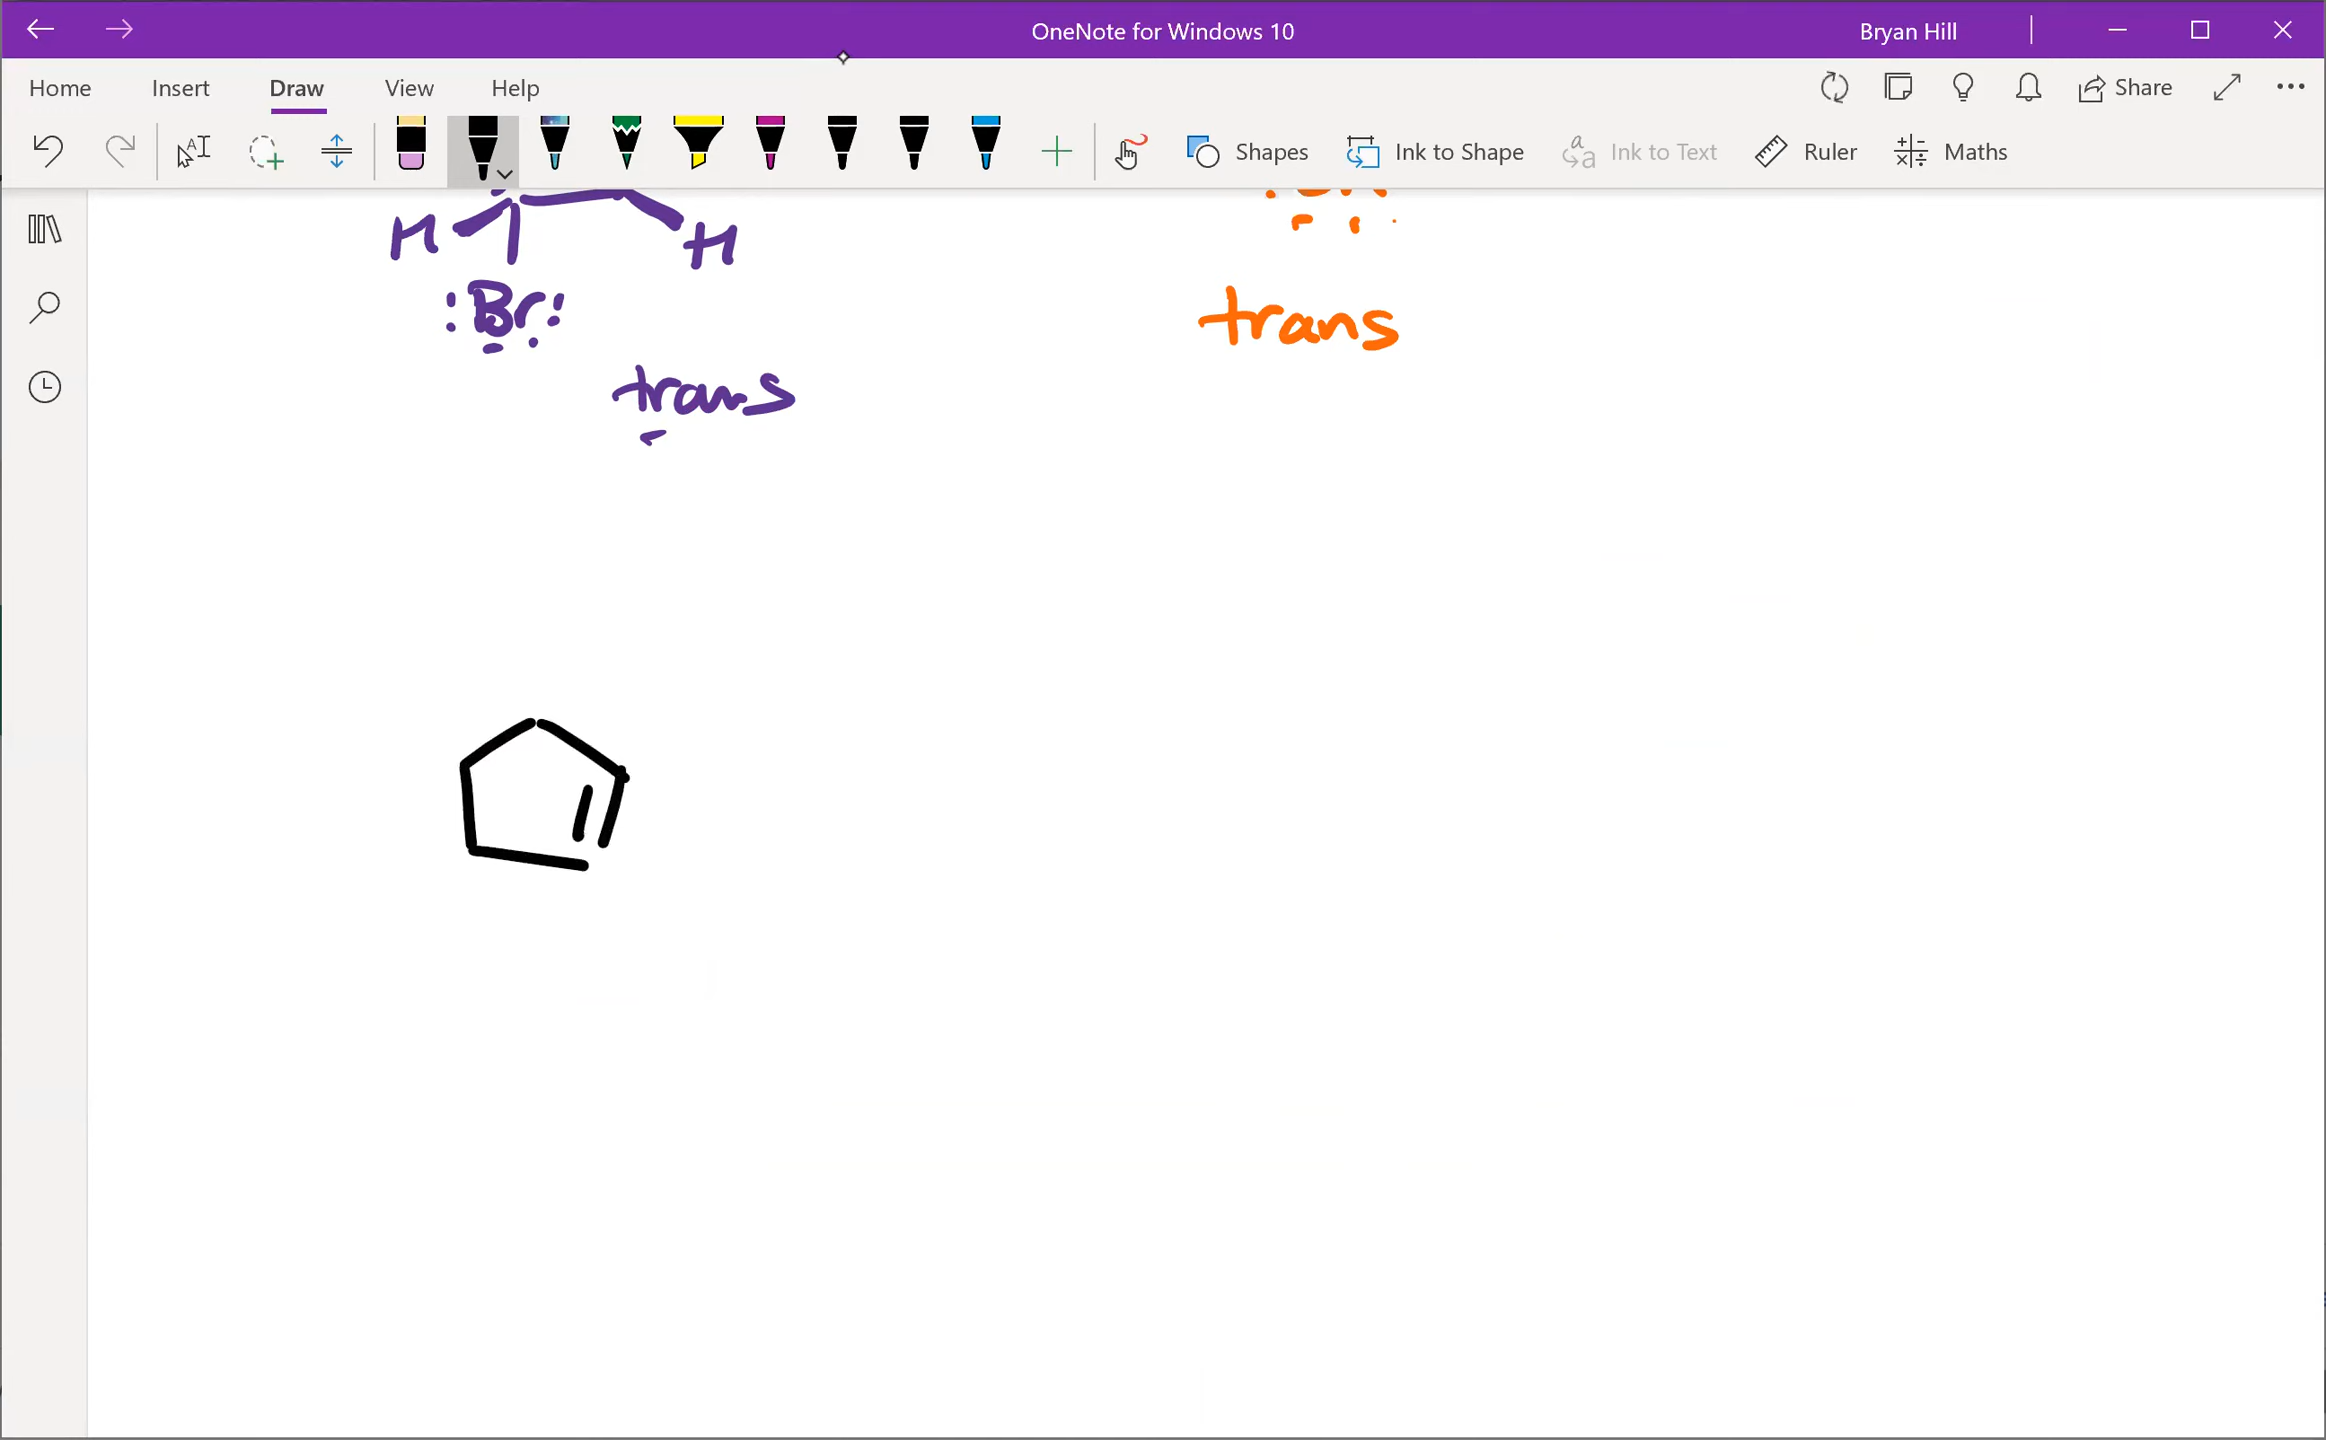 OneNote for Windows 10
Bryan Hill
Home Insert Draw View Help Share
Shapes Ink to Shape Ink to Text Ruler Maths
H H
:Br:
trans
trans